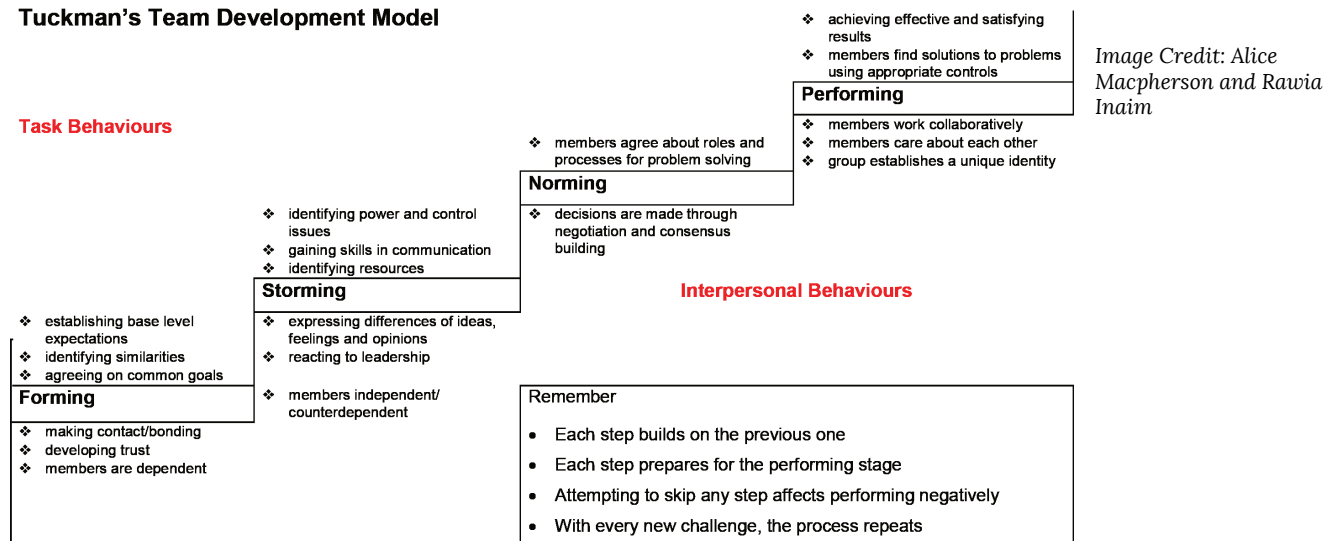 Tuckman's Team Development Model
❖ achieving effective and satisfying
results
❖ members find solutions to problems
using appropriate controls
Image Credit: Alice
Macpherson and Rawia
Inaim
Performing
Task Behaviours
❖ members work collaboratively
❖ members care about each other
❖ group establishes a unique identity
❖ members agree about roles and
processes for problem solving
Norming
❖ decisions are made through
negotiation and consensus
building
❖ identifying power and control
issues
❖ gaining skills in communication
❖ identifying resources
Storming
Interpersonal Behaviours
❖ expressing differences of ideas,
feelings and opinions
❖ reacting to leadership
❖ members independent/
counterdependent
❖ establishing base level
expectations
❖ identifying similarities
❖ agreeing on common goals
Forming
❖ making contact/bonding
❖ developing trust
❖ members are dependent
Remember
• Each step builds on the previous one
• Each step prepares for the performing stage
• Attempting to skip any step affects performing negatively
• With every new challenge, the process repeats